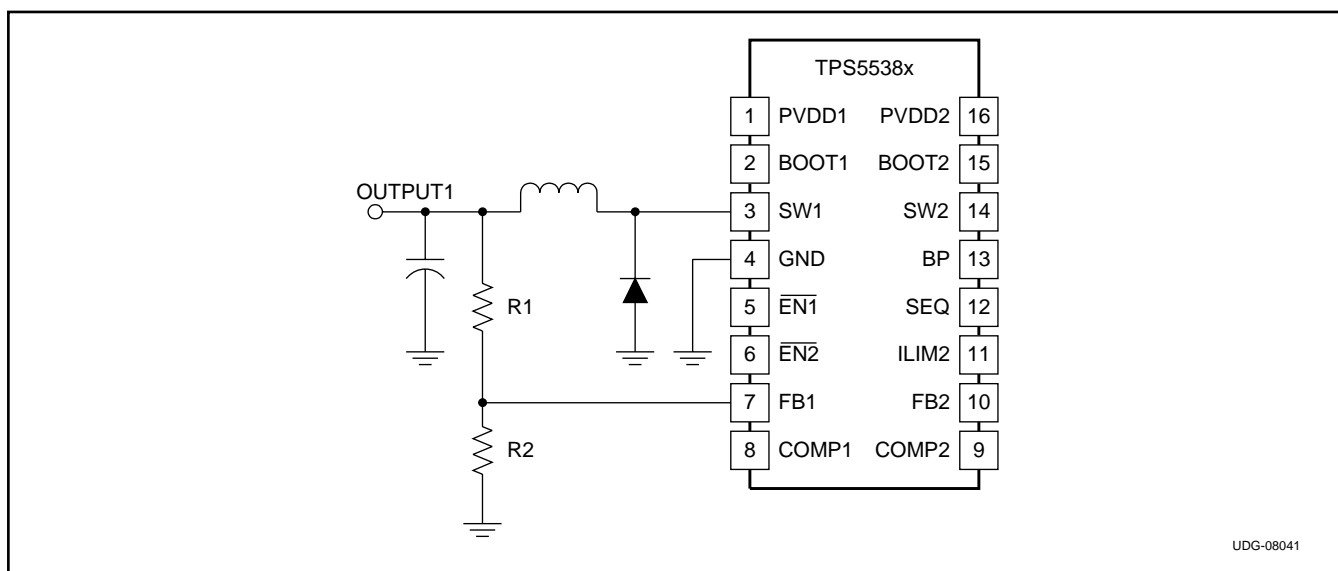 TPS5538x
1 PVDD1 PVDD2 16
2 BOOT1 BOOT2 15
OUTPUT1
3 SW1 SW2 14
4 GND BP 13
R1
5 EN1 SEQ 12
6 EN2 ILIM2 11
7 FB1 FB2 10
R2
8 COMP1 COMP2 9
UDG-08041